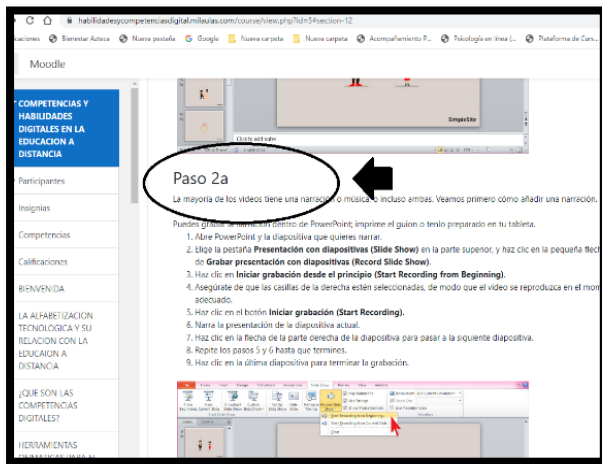 habilidadesycompetenciasdigital.milaulas.com/course/view.php?id=3#section-12
Bienestar Azteca Nueva pestaña Google Nueva carpeta Nueva carpeta Acompañamiento P... Psicología en línea (... Plataforma de Curs...
Moodle
COMPETENCIAS Y
HABILIDADES
DIGITALES EN LA
EDUCACION A
DISTANCIA
Participantes
Insignias
Competencias
Calificaciones
BIENVENIDA
LA ALFABETIZACION
TECNOLOGICA Y SU
RELACION CON LA
EDUCAION A
DISTANCIA
¿QUE SON LAS
COMPETENCIAS
DIGITALES?
HERRAMIENTAS
SimpleSite
Click to add notes
Paso 2a
La mayoría de los videos tiene una narración o música o incluso ambas. Veamos primero cómo añadir una narración.
Puedes grabar la narración dentro de PowerPoint; imprime el guion o tenlo preparado en tu tableta.
1. Abre PowerPoint y la diapositiva que quieres narrar.
2. Elige la pestaña Presentación con diapositivas (Slide Show) en la parte superior, y haz clic en la pequeña flech
de Grabar presentación con diapositivas (Record Slide Show).
3. Haz clic en Iniciar grabación desde el principio (Start Recording from Beginning).
4. Asegúrate de que las casillas de la derecha estén seleccionadas, de modo que el video se reproduzca en el mom
adecuado.
5. Haz clic en el botón Iniciar grabación (Start Recording).
6. Narra la presentación de la diapositiva actual.
7. Haz clic en la flecha de la parte derecha de la diapositiva para pasar a la siguiente diapositiva.
8. Repite los pasos 5 y 6 hasta que termines.
9. Haz clic en la última diapositiva para terminar la grabación.